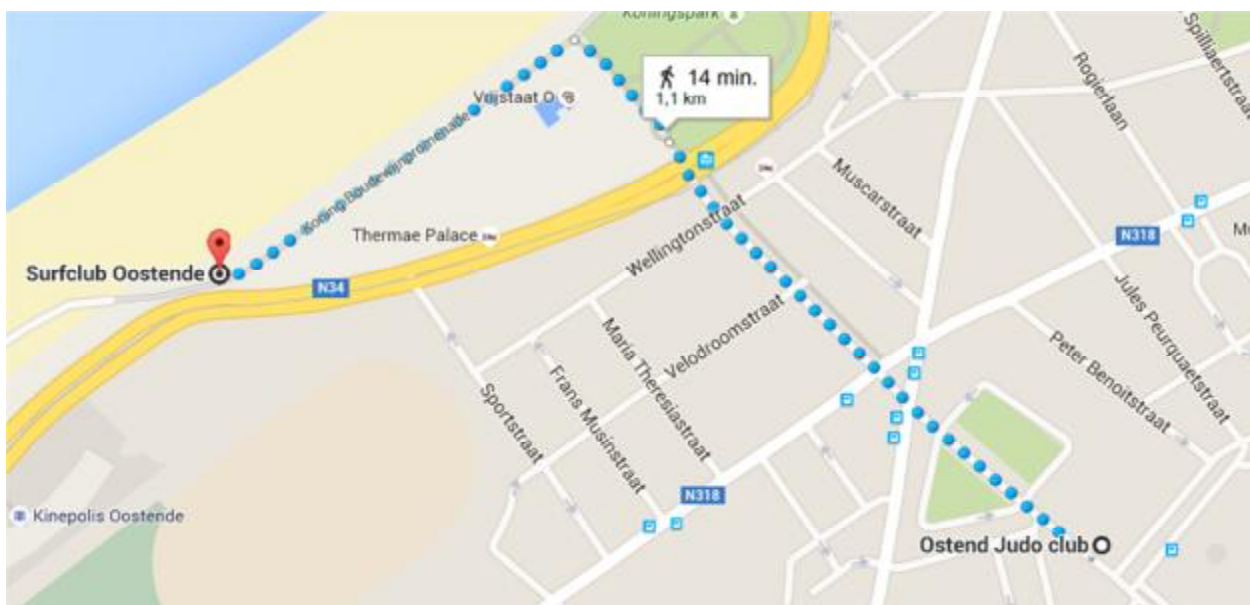 Koningspark
14 min.
1,1 km
Vrijstaat O
Koning Boudewijnpromenade
Rogierlaan
Spilliaertstraat
Muscarstraat
Wellingtonstraat
Thermae Palace
Surfclub Oostende
N34
N318
Mu
Jules Peurquaetstraat
Peter Benoitstraat
Velodroomstraat
Maria Theresiastraat
Frans Musinstraat
Sportstraat
N318
Kinepolis Oostende
Ostend Judo club